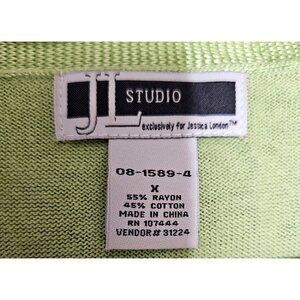 JL STUDIO
exclusively for Jessica London™
08-1589-4
X
55% RAYON
45% COTTON
MADE IN CHINA
RN 107444
VENDOR# 31224